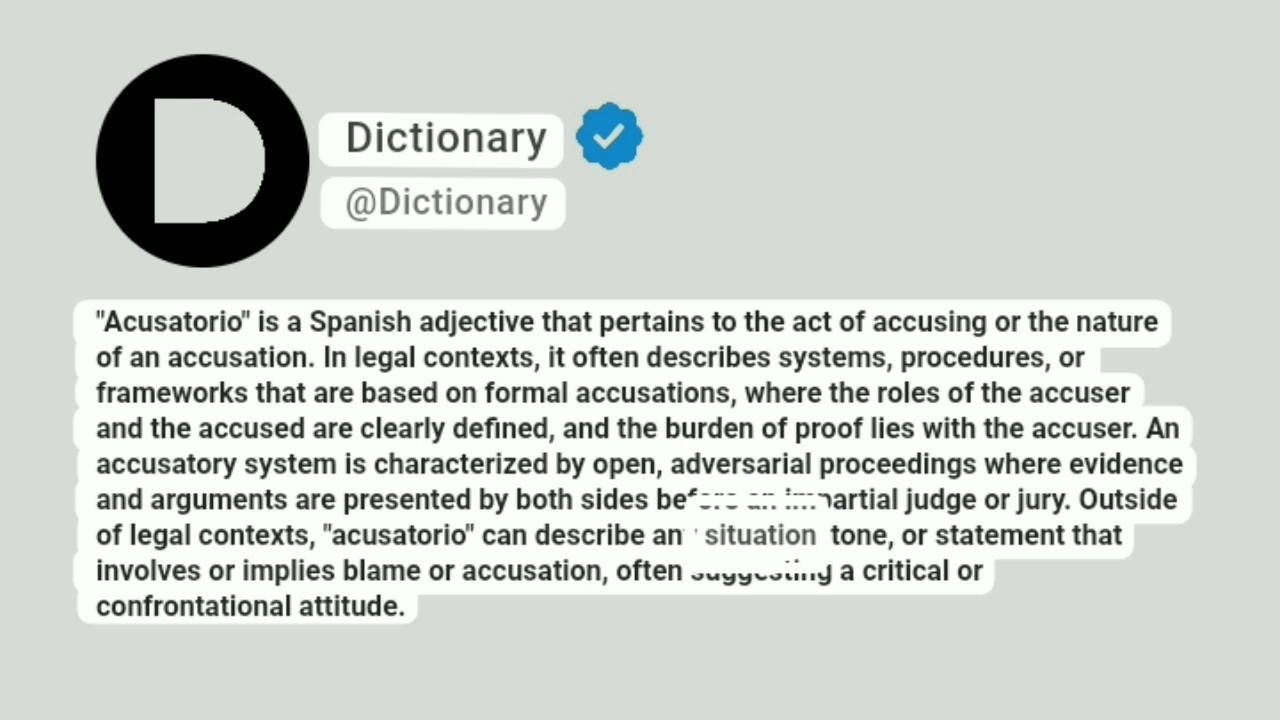 D
Dictionary
@Dictionary
"Acusatorio" is a Spanish adjective that pertains to the act of accusing or the nature
of an accusation. In legal contexts, it often describes systems, procedures, or
frameworks that are based on formal accusations, where the roles of the accuser
and the accused are clearly defined, and the burden of proof lies with the accuser. An
accusatory system is characterized by open, adversarial proceedings where evidence
and arguments are presented by both sides before an impartial judge or jury. Outside
of legal contexts, "acusatorio" can describe any situation tone, or statement that
involves or implies blame or accusation, often suggesting a critical or
confrontational attitude.